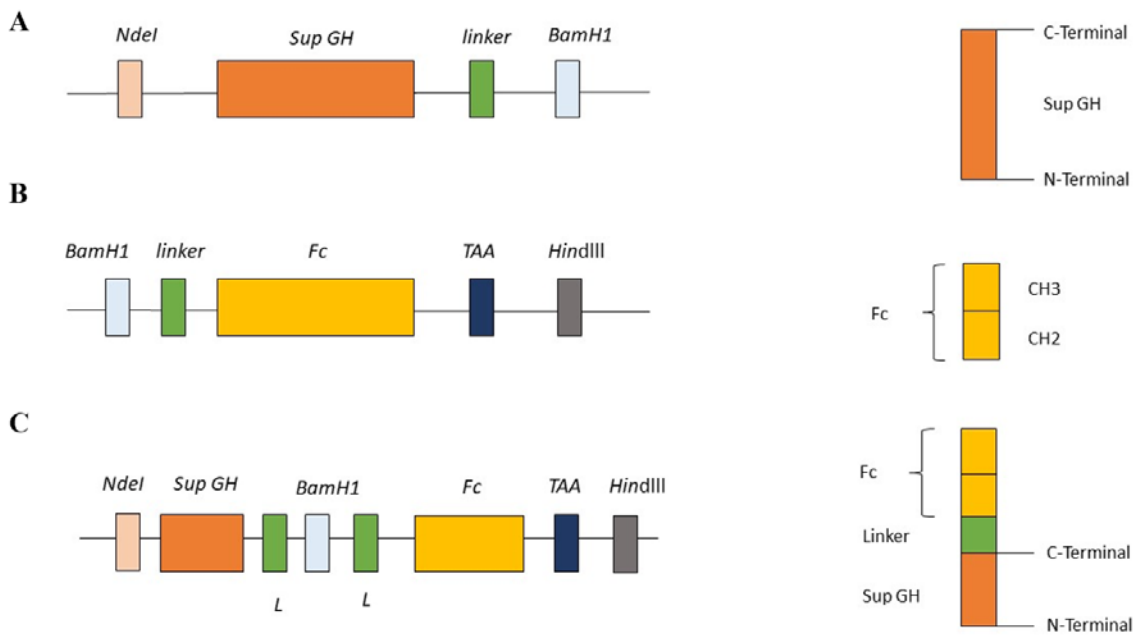 A
NdeI Sup GH linker BamH1
C-Terminal
Sup GH
N-Terminal
B
BamH1 linker Fc TAA HindIII
Fc
CH3
CH2
C
NdeI Sup GH BamH1 Fc TAA HindIII
L L
Fc
Linker
C-Terminal
Sup GH
N-Terminal